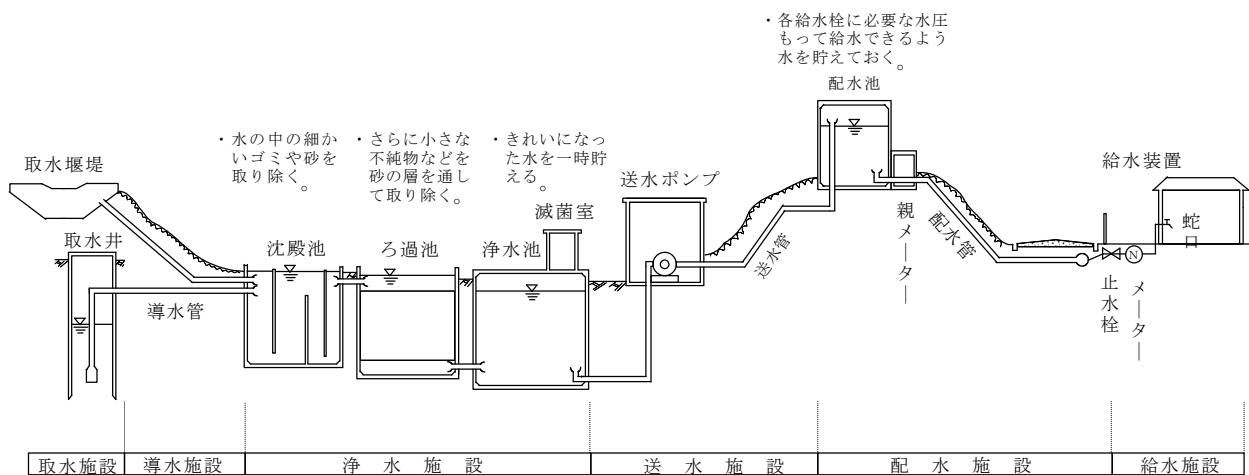 ・各給水栓に必要な水圧
もって給水できるよう
水を貯えておく。
配水池
・水の中の細か
いゴミや砂を
取り除く。
・さらに小さな
不純物などを
砂の層を通し
て取り除く。
・きれいになっ
た水を一時貯
える。
取水堰堤
送水ポンプ
給水装置
滅菌室
取水井
沈殿池
ろ過池
浄水池
導水管
送水管
親メーター
配水管
蛇
N
止水栓
メーター
取水施設
導水施設
浄水施設
送水施設
配水施設
給水施設